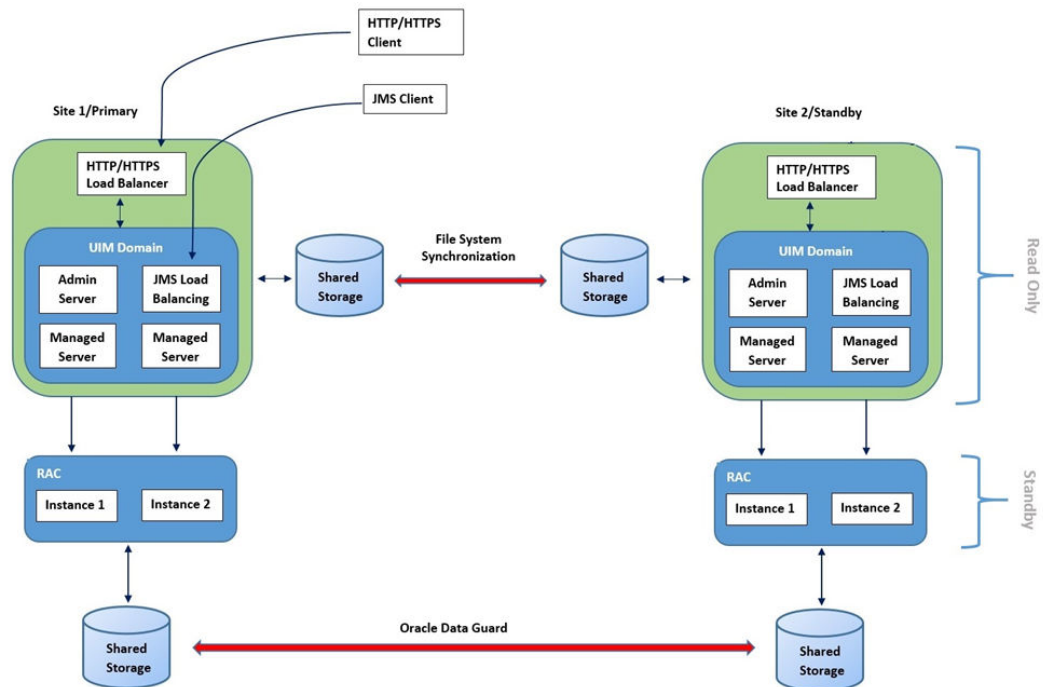 HTTP/HTTPS
Client
JMS Client
Site 1/Primary
Site 2/Standby
HTTP/HTTPS
Load Balancer
HTTP/HTTPS
Load Balancer
UIM Domain
Admin
Server
JMS Load
Balancing
Managed
Server
Managed
Server
Shared
Storage
File System
Synchronization
Shared
Storage
UIM Domain
Admin
Server
JMS Load
Balancing
Managed
Server
Managed
Server
Read Only
RAC
Instance 1
Instance 2
RAC
Instance 1
Instance 2
Standby
Shared
Storage
Oracle Data Guard
Shared
Storage